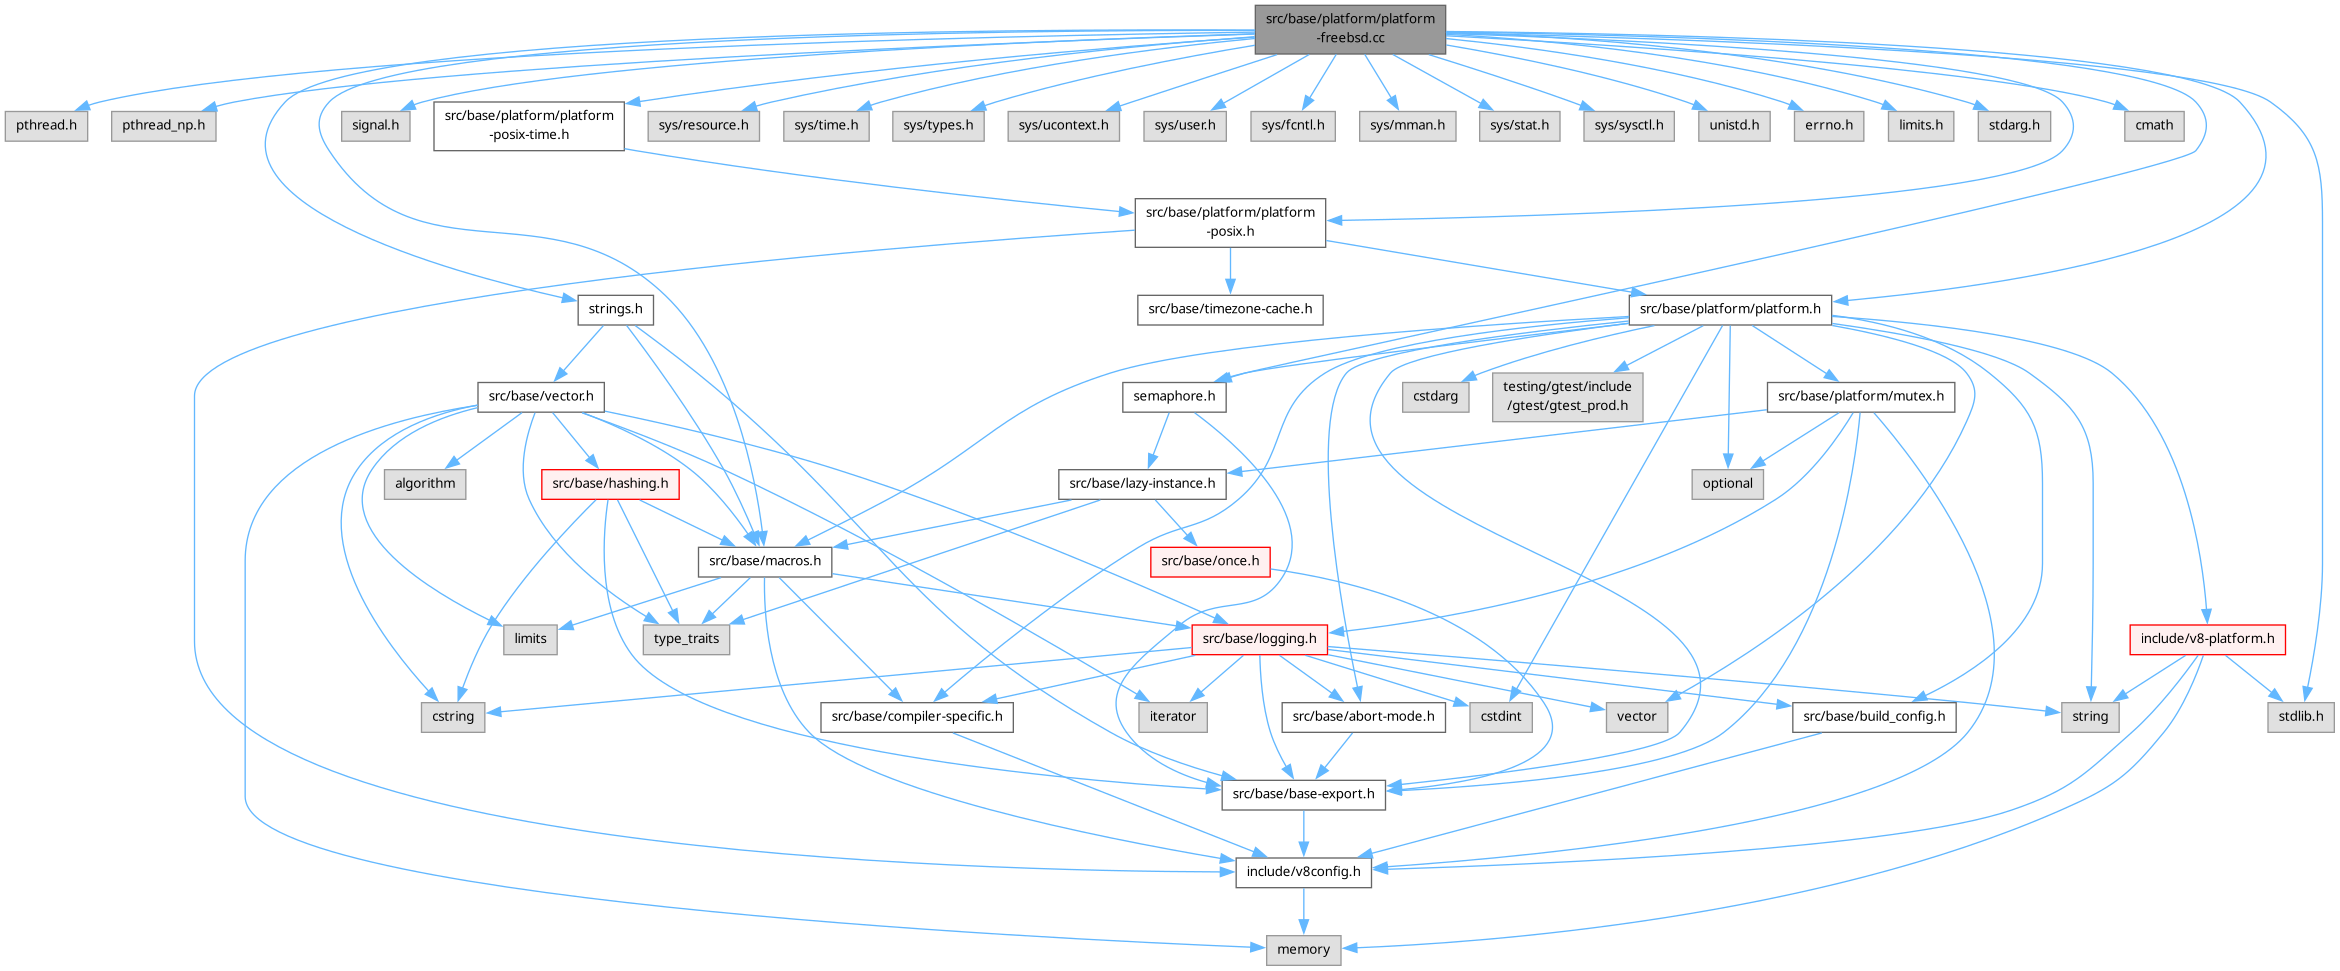 src/base/platform/platform
-freebsd.cc
pthread.h
pthread_np.h
signal.h
src/base/platform/platform
-posix-time.h
sys/resource.h
sys/time.h
sys/types.h
sys/ucontext.h
sys/user.h
sys/fcntl.h
sys/mman.h
sys/stat.h
sys/sysctl.h
unistd.h
errno.h
limits.h
stdarg.h
cmath
src/base/platform/platform
-posix.h
strings.h
src/base/timezone-cache.h
src/base/platform/platform.h
src/base/vector.h
semaphore.h
cstdarg
testing/gtest/include
/gtest/gtest_prod.h
src/base/platform/mutex.h
algorithm
src/base/hashing.h
src/base/lazy-instance.h
optional
src/base/macros.h
src/base/once.h
limits
type_traits
src/base/logging.h
include/v8-platform.h
cstring
src/base/compiler-specific.h
iterator
src/base/abort-mode.h
cstdint
vector
src/base/build_config.h
string
stdlib.h
src/base/base-export.h
include/v8config.h
memory